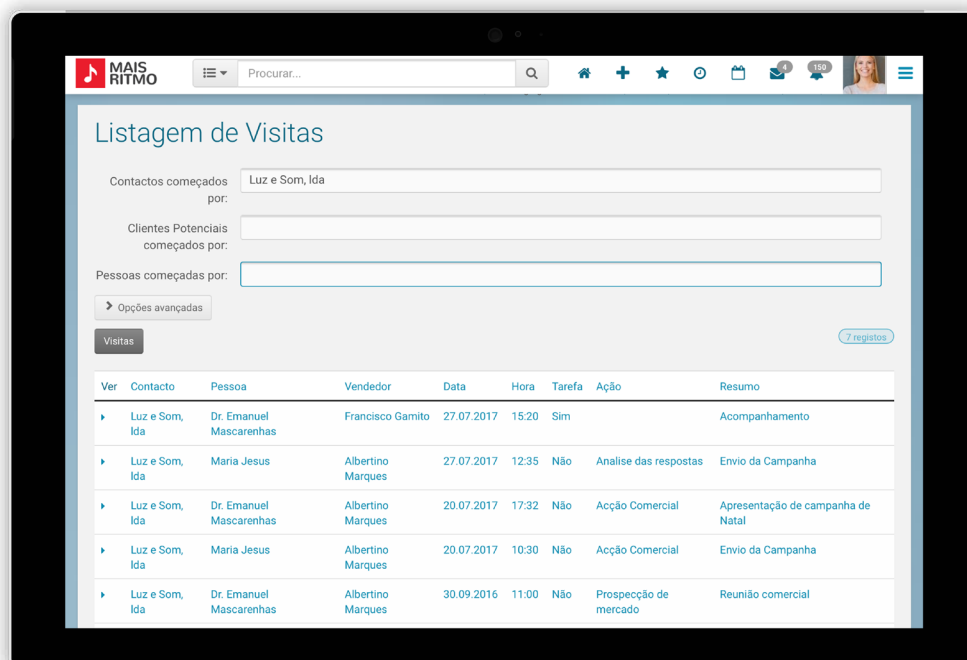 MAIS
RITMO
Procurar...
4
150
Listagem de Visitas
Contactos começados
por:
Luz e Som, lda
Clientes Potenciais
começados por:
Pessoas começadas por:
Opções avançadas
Visitas
7 registos
Ver Contacto Pessoa Vendedor Data Hora Tarefa Ação Resumo
Luz e Som, Dr. Emanuel Francisco Gamito 27.07.2017 15:20 Sim Acompanhamento
lda Mascarenhas
Luz e Som, Maria Jesus Albertino 27.07.2017 12:35 Não Analise das respostas Envio da Campanha
lda Marques
Luz e Som, Dr. Emanuel Albertino 20.07.2017 17:32 Não Acção Comercial Apresentação de campanha de
lda Mascarenhas Marques Natal
Luz e Som, Maria Jesus Albertino 20.07.2017 10:30 Não Acção Comercial Envio da Campanha
lda Marques
Luz e Som, Dr. Emanuel Albertino 30.09.2016 11:00 Não Prospecção de Reunião comercial
lda Mascarenhas Marques mercado